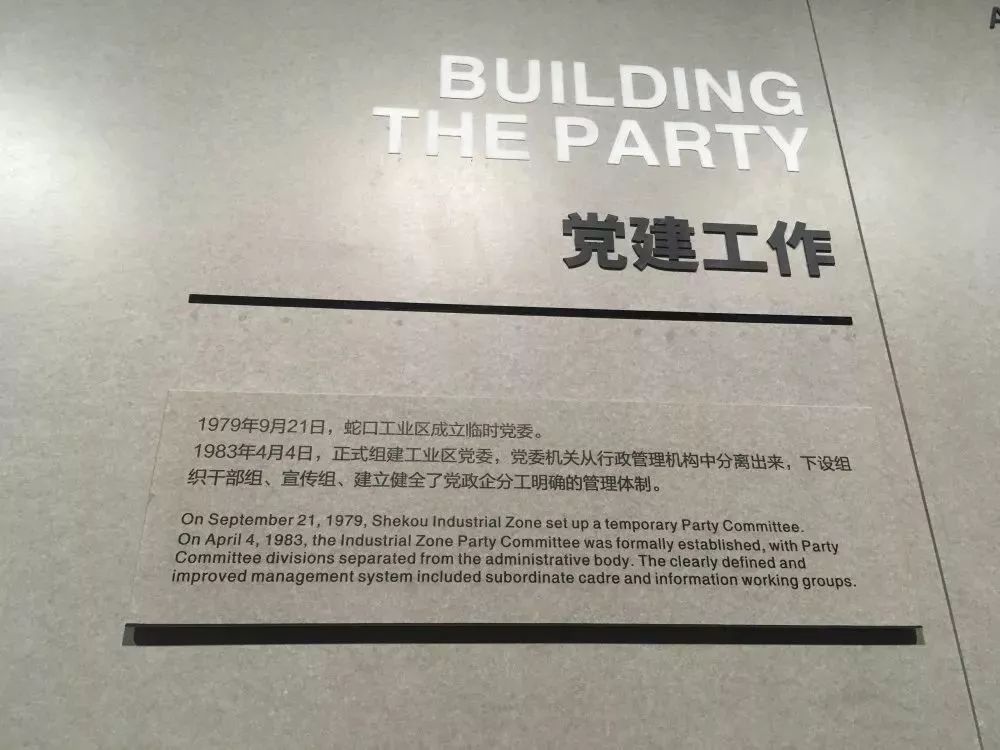 BUILDING
THE PARTY
党建工作
1979年9月21日，蛇口工业区成立临时党委。
1983年4月4日，正式组建工业区党委，党委机关从行政管理机构中分离出来，下设组
织干部组、宣传组、建立健全了党政企分工明确的管理体制。
On September 21, 1979, Shekou Industrial Zone set up a temporary Party Committee.
On April 4, 1983, the Industrial Zone Party Committee was formally established, with Party
Committee divisions separated from the administrative body. The clearly defined and
improved management system included subordinate cadre and information working groups.